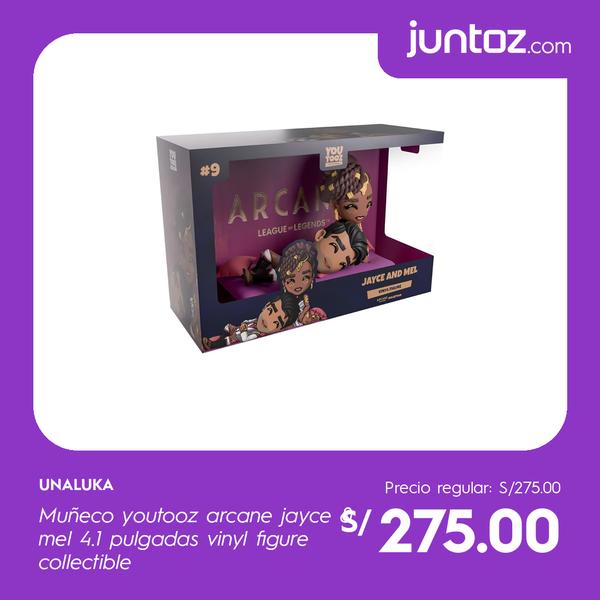 juntoz.com
#9
YOU
TOOZ
ARCAN
LEAGUE OF LEGENDS
JAYCE AND MEL
VINYL FIGURE
UNALUKA
Precio regular: S/275.00
Muñeco youtooz arcane jayce &
mel 4.1 pulgadas vinyl figure
collectible
S/ 275.00